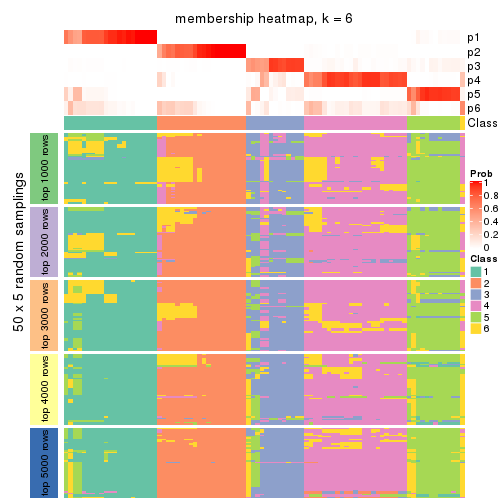 membership heatmap, k = 6
p1
p2
p3
p4
p5
p6
Class
50 x 5 random samplings
top 1000 rows
top 2000 rows
top 3000 rows
top 4000 rows
top 5000 rows
Prob
1
0.8
0.6
0.4
0.2
0
Class
1
2
3
4
5
6